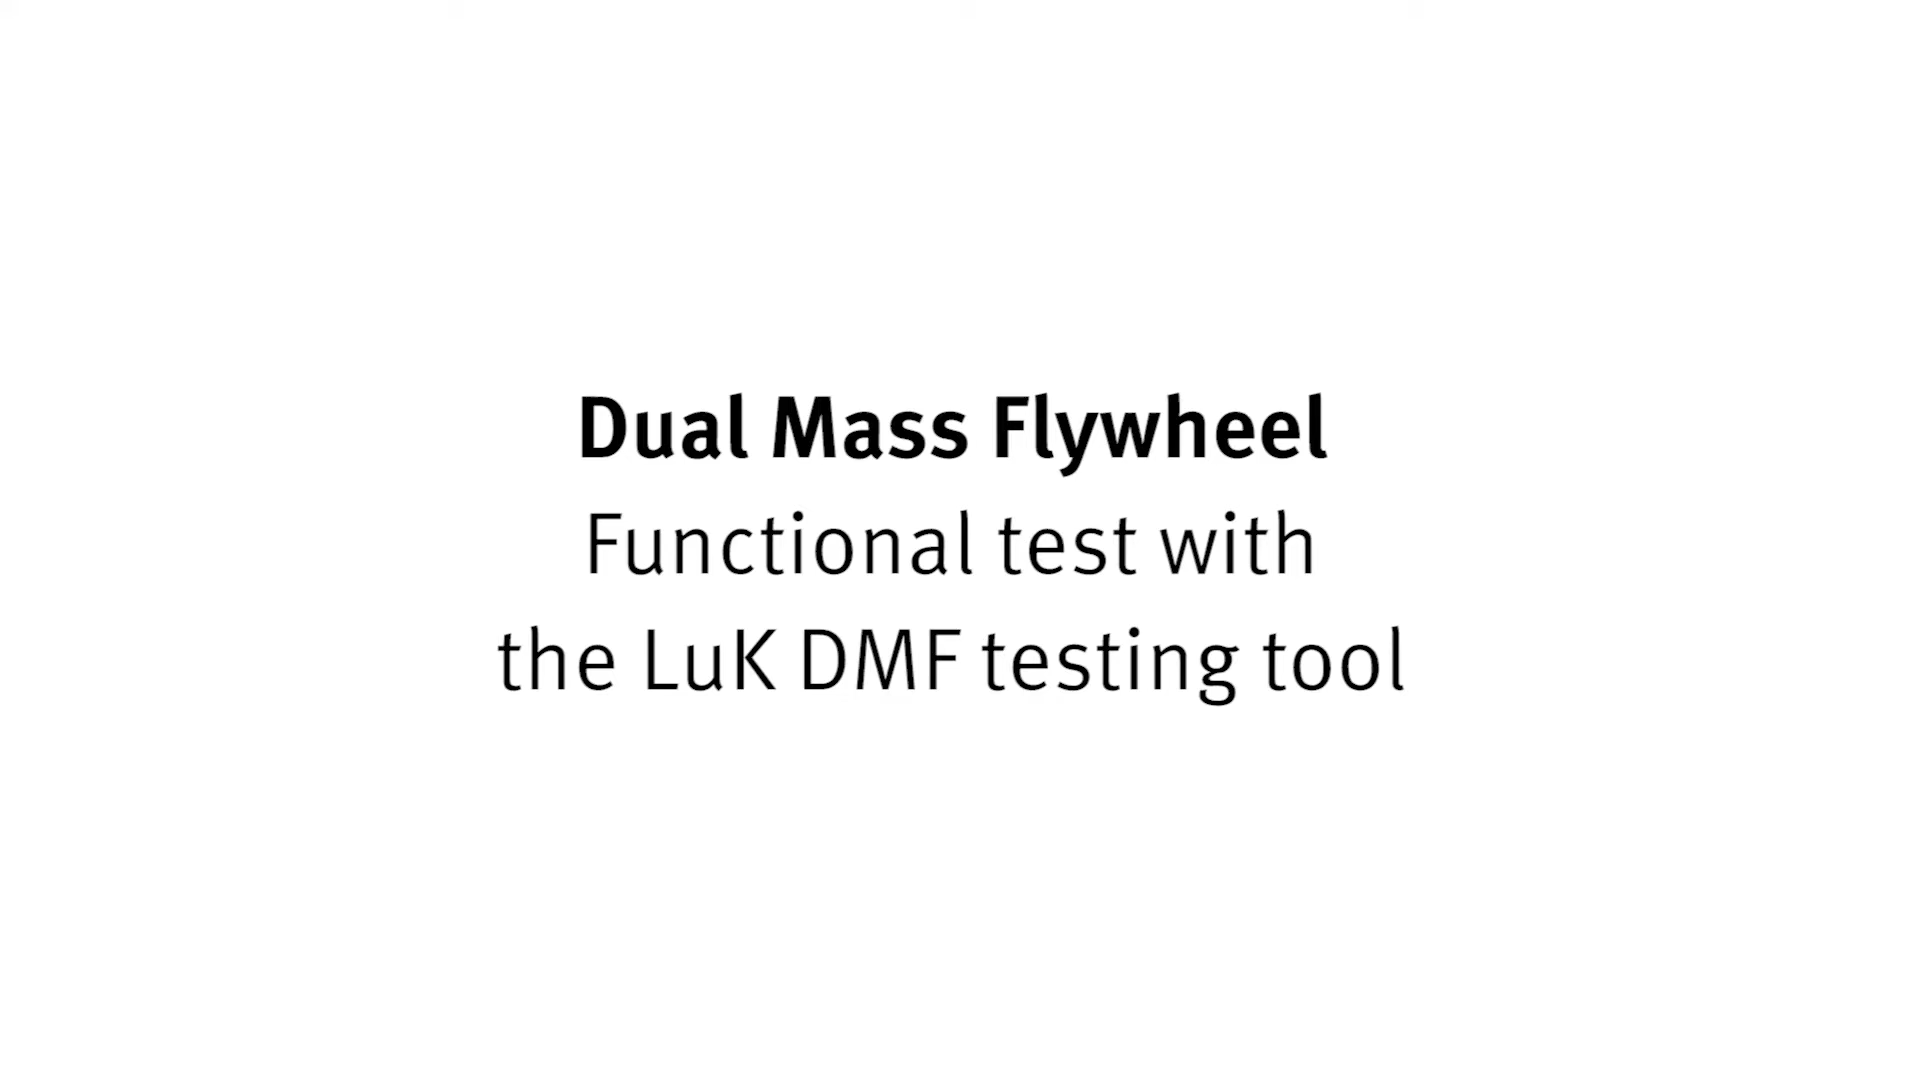 Dual Mass Flywheel
Functional test with
the LuK DMF testing tool